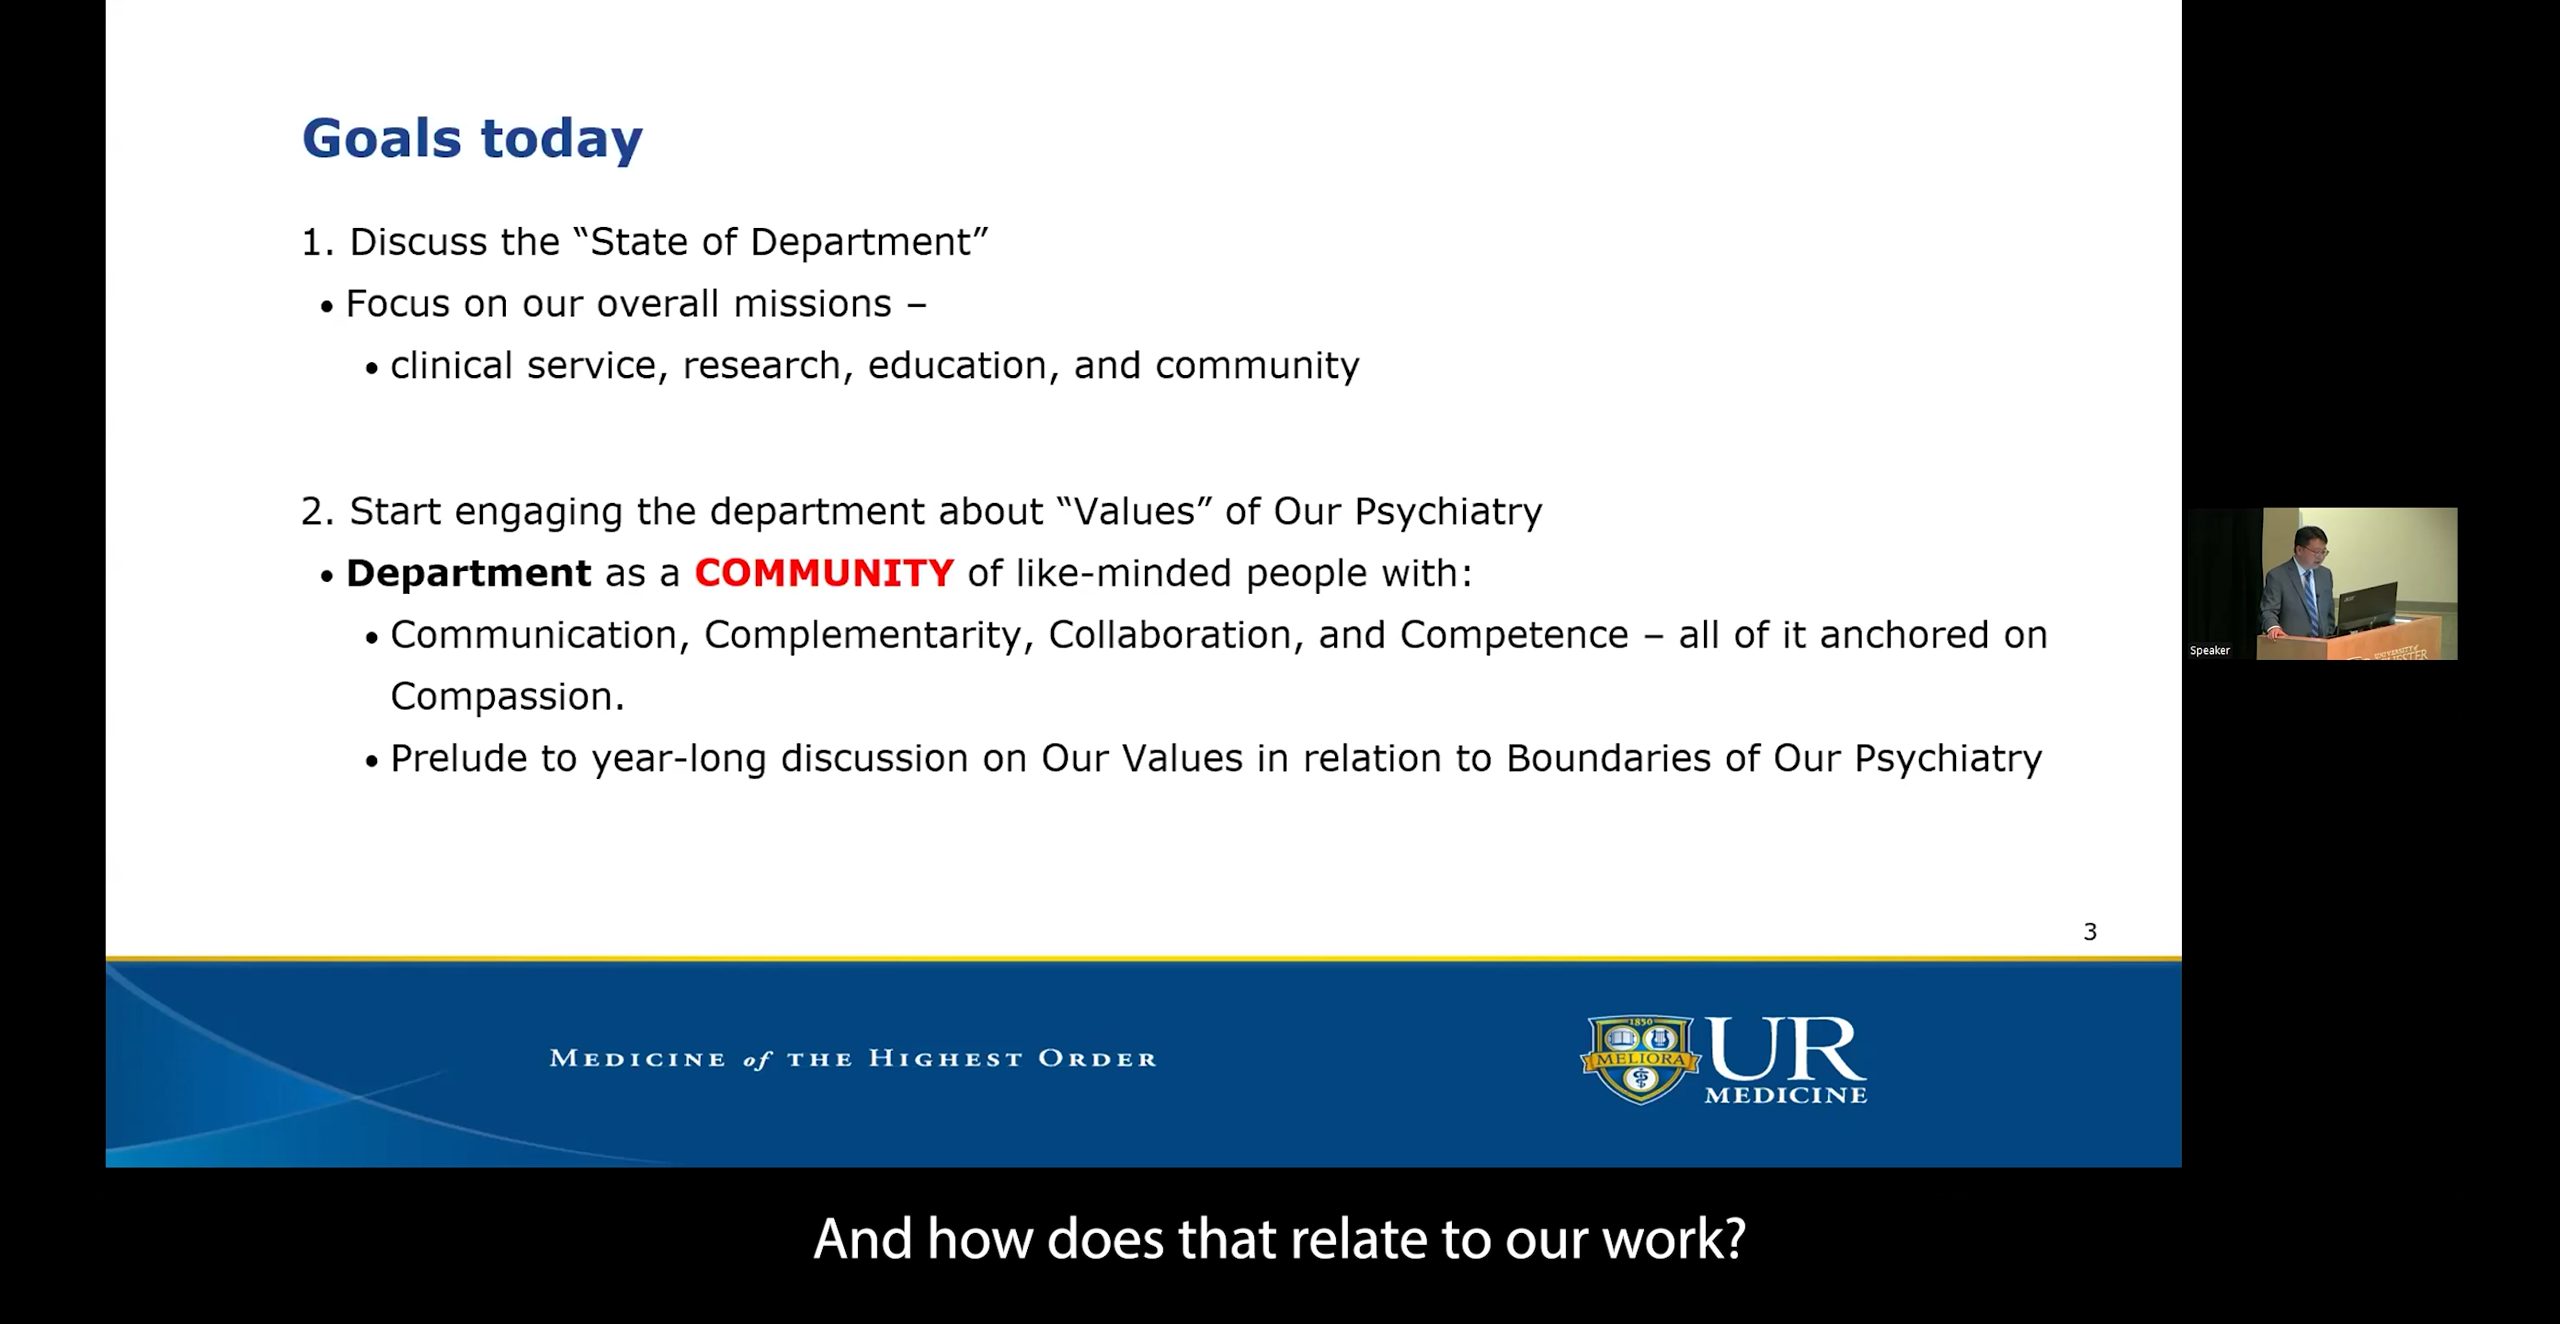 Goals today
1. Discuss the “State of Department”
• Focus on our overall missions –
• clinical service, research, education, and community
2. Start engaging the department about “Values” of Our Psychiatry
• Department as a COMMUNITY of like-minded people with:
• Communication, Complementarity, Collaboration, and Competence – all of it anchored on
Compassion.
• Prelude to year-long discussion on Our Values in relation to Boundaries of Our Psychiatry
3
MEDICINE of THE HIGHEST ORDER
1850
MELIORA
UR
MEDICINE
Speaker
UNIVERSITY of
And how does that relate to our work?